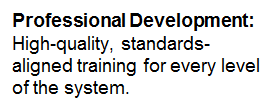 Professional Development:
High-quality, standards-
aligned training for every level
of the system.